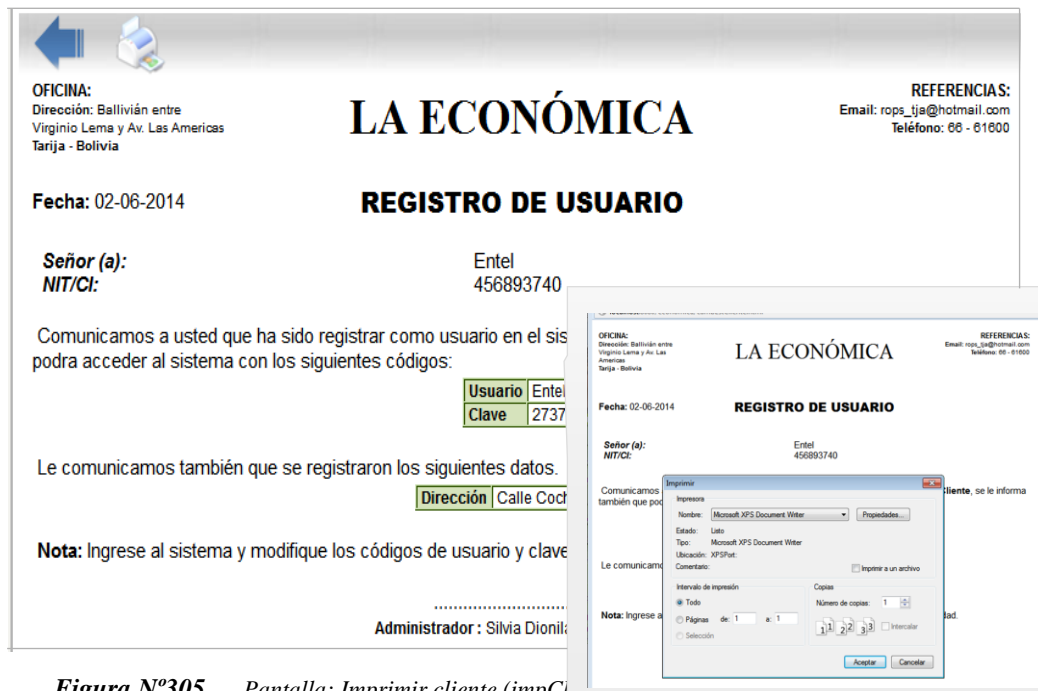 OFICINA:
Dirección: Ballivián entre
Virginio Lema y Av. Las Americas
Tarija - Bolivia
LA ECONÓMICA
REFERENCIAS:
Email: rops_tja@hotmail.com
Teléfono: 66 - 61600
Fecha: 02-06-2014
REGISTRO DE USUARIO
Señor (a): Entel
NIT/CI: 456893740
Comunicamos a usted que ha sido registrar como usuario en el sis
podra acceder al sistema con los siguientes códigos:
Usuario Entel
Clave 2737
Le comunicamos también que se registraron los siguientes datos.
Dirección Calle Coch
Nota: Ingrese al sistema y modifique los códigos de usuario y clave
Administrador : Silvia Dionila
OFICINA:
Dirección: Ballivián entre
Virginio Lema y Av. Las
Americas
Tarija - Bolivia
LA ECONÓMICA
REFERENCIAS:
Email: rops_tja@hotmail.com
Teléfono: 66 - 61600
Fecha: 02-06-2014
REGISTRO DE USUARIO
Señor (a): Entel
NIT/CI: 456893740
Comunicamos
Cliente, se le informa
también que pod
Le comunicamo
Nota: Ingrese a
dad.
Imprimir
Impresora
Nombre: Microsoft XPS Document Writer Propiedades...
Estado: Listo
Tipo: Microsoft XPS Document Writer
Ubicación: XPSPort:
Comentario: Imprimir a un archivo
Intervalo de impresión
Todo
Páginas de: 1 a: 1
Selección
Copias
Número de copias: 1
11 22 33 Intercalar
Aceptar Cancelar
Figura Nº305 Pantalla: Imprimir cliente (impCl